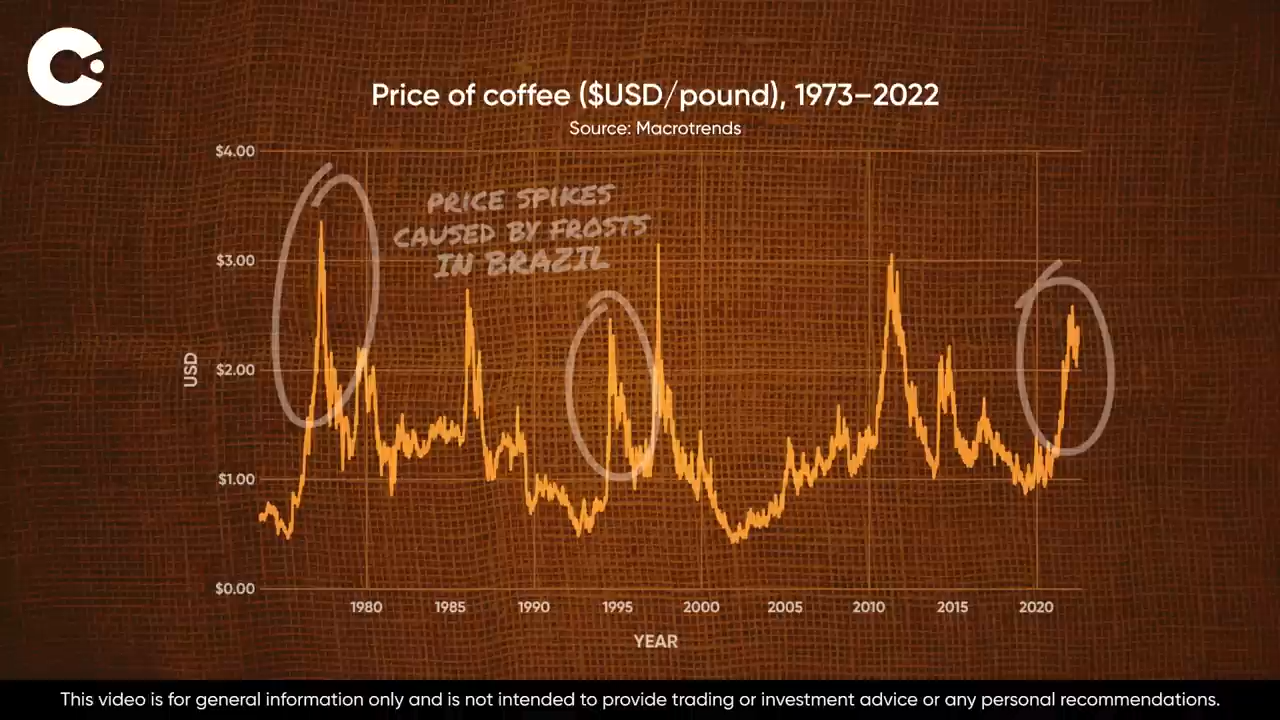 Price of coffee ($USD/pound), 1973–2022
Source: Macrotrends
$4.00
PRICE SPIKES
CAUSED BY FROSTS
IN BRAZIL
$3.00
USD
$2.00
$1.00
$0.00
1980 1985 1990 1995 2000 2005 2010 2015 2020
YEAR
This video is for general information only and is not intended to provide trading or investment advice or any personal recommendations.